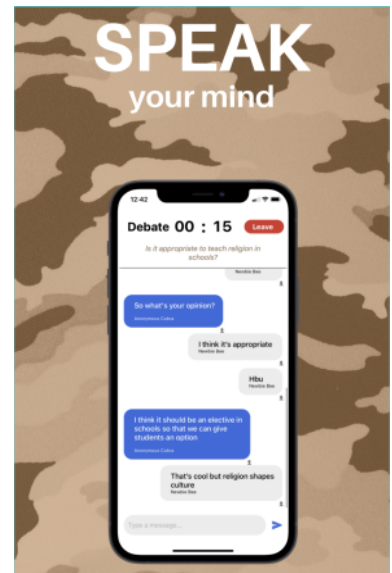 SPEAK
your mind
12:42
Debate 00 : 15
Leave
Is it appropriate to teach religion in
schools?
Newbie Bee
So what's your opinion?
Anonymous Cobra
I think it's appropriate
Newbie Bee
Hbu
Newbie Bee
I think it should be an elective in
schools so that we can give
students an option
Anonymous Cobra
That's cool but religion shapes
culture
Newbie Bee
Type a message...